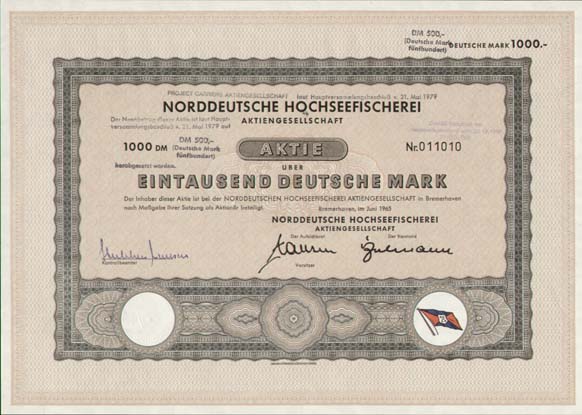 DM 500,-
(Deutsche Mark
fünfhundert)
DEUTSCHE MARK 1000.-
PROJECT CARRIERS AKTIENGESELLSCHAFT laut Hauptversammlungsbeschluß v. 21. Mai 1979
NORDDEUTSCHE HOCHSEEFISCHEREI
AKTIENGESELLSCHAFT
Der Nennbetrag dieser Aktie ist laut Haupt-
versammlungsbeschluß v. 21. Mai 1979 auf
DM 500,-
(Deutsche Mark
fünfhundert)
herabgesetzt worden.
1000 DM
AKTIE
Nr. 011010
ÜBER
EINTAUSEND DEUTSCHE MARK
Der Inhaber dieser Aktie ist bei der NORDDEUTSCHEN HOCHSEEFISCHEREI AKTIENGESELLSCHAFT in Bremerhaven
nach Maßgabe ihrer Satzung als Aktionär beteiligt.
Bremerhaven, im Juni 1965
NORDDEUTSCHE HOCHSEEFISCHEREI
AKTIENGESELLSCHAFT
Der Aufsichtsrat
Der Vorstand
Kontrollbeamter
Vorsitzer